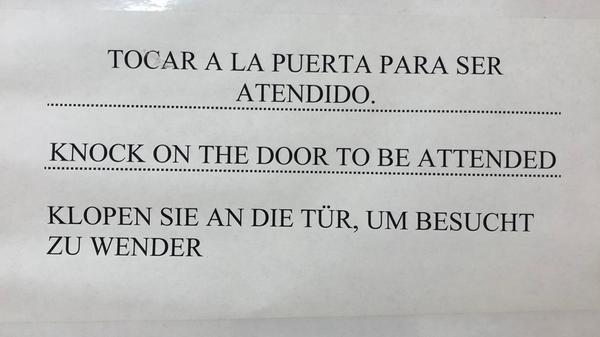 TOCAR A LA PUERTA PARA SER
ATENDIDO.
KNOCK ON THE DOOR TO BE ATTENDED
KLOPEN SIE AN DIE TÜR, UM BESUCHT
ZU WENDER